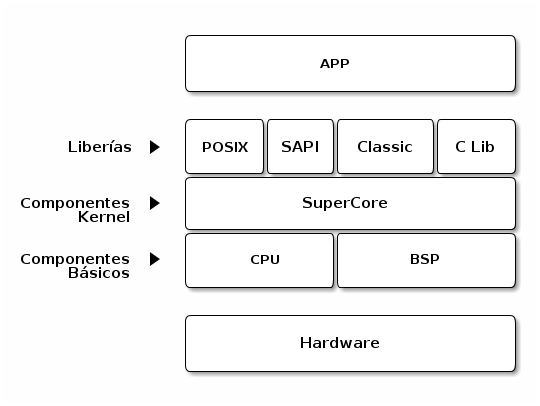 APP
Liberías
POSIX
SAPI
Classic
C Lib
Componentes
Kernel
SuperCore
Componentes
Básicos
CPU
BSP
Hardware